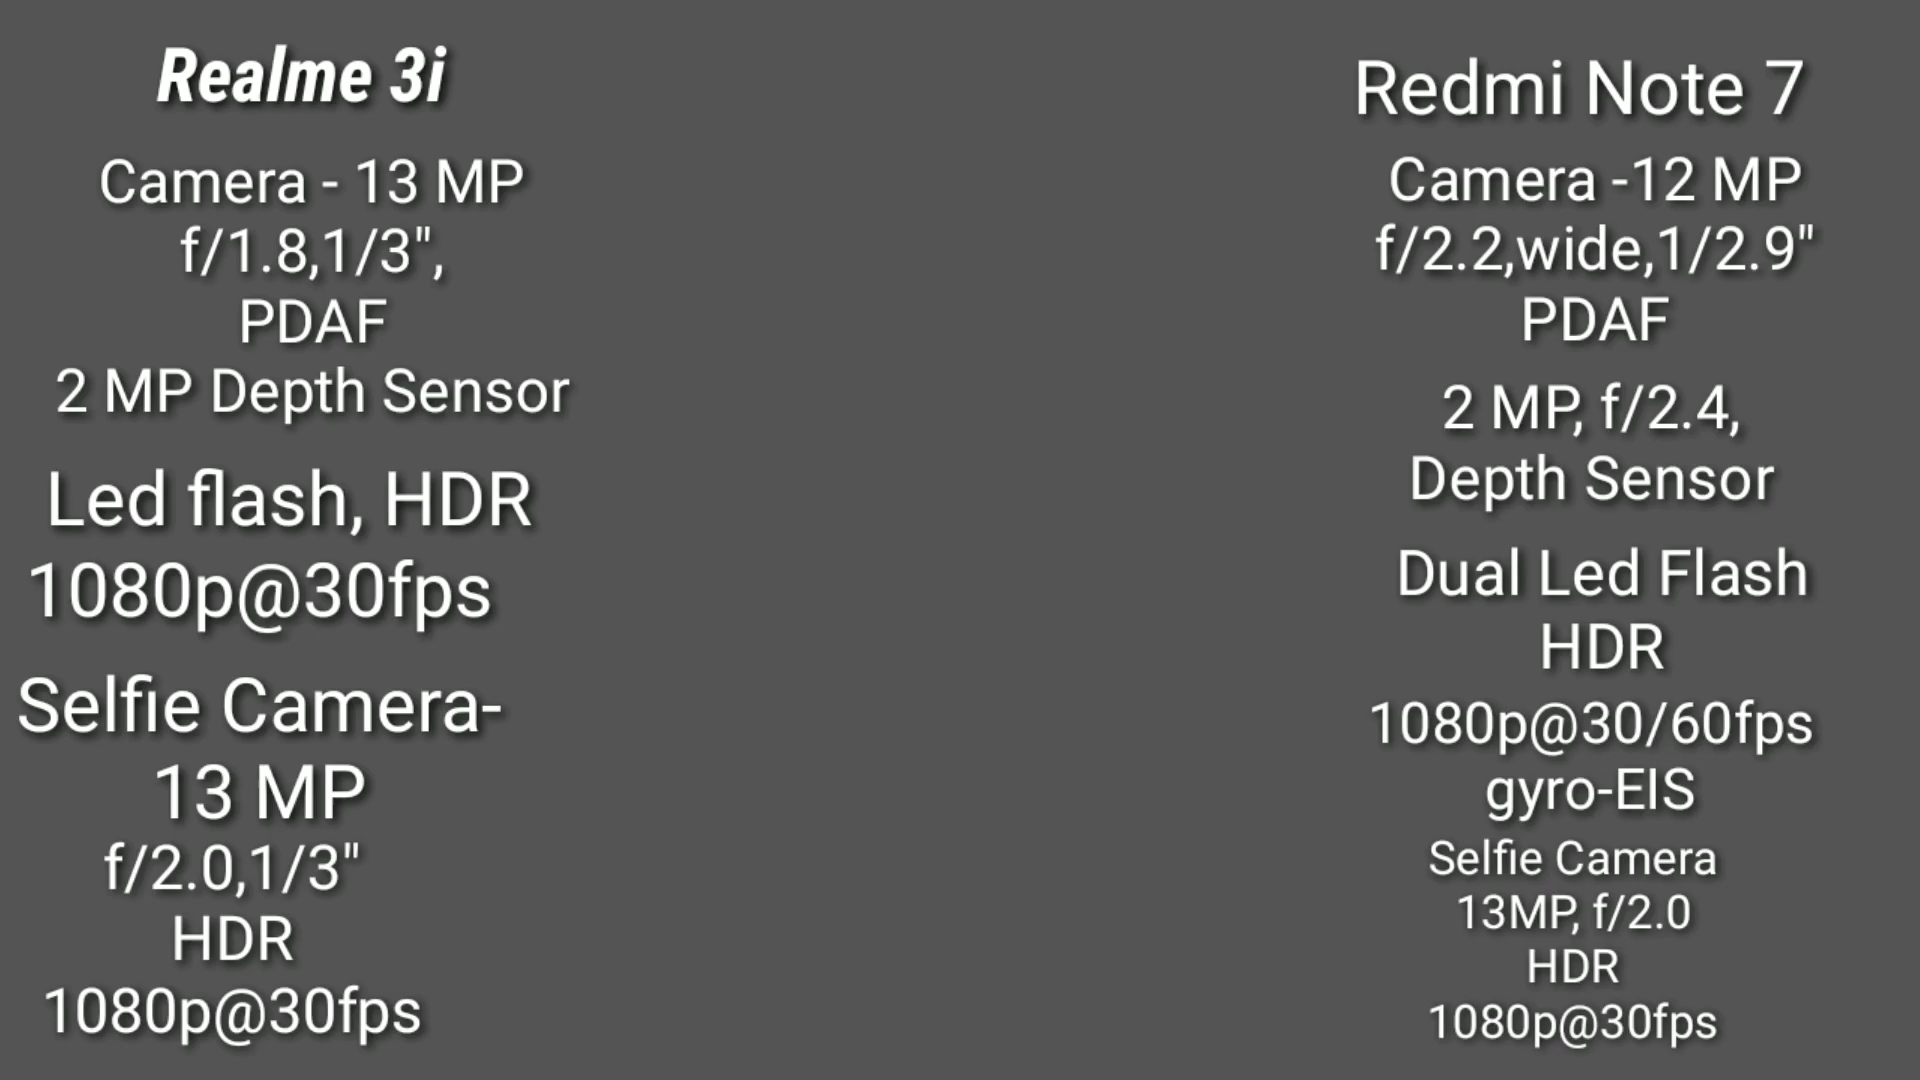 Realme 3i
Camera - 13 MP
f/1.8,1/3",
PDAF
2 MP Depth Sensor
Led flash, HDR
1080p@30fps
Selfie Camera-
13 MP
f/2.0,1/3"
HDR
1080p@30fps
Redmi Note 7
Camera -12 MP
f/2.2,wide,1/2.9"
PDAF
2 MP, f/2.4,
Depth Sensor
Dual Led Flash
HDR
1080p@30/60fps
gyro-EIS
Selfie Camera
13MP, f/2.0
HDR
1080p@30fps